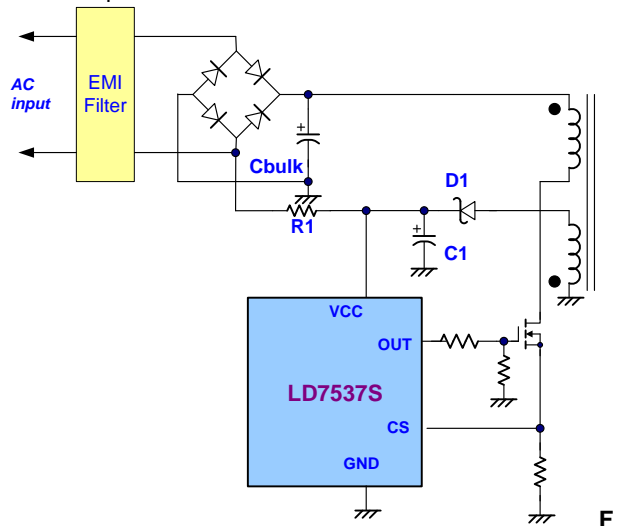 AC
input
EMI
Filter
+
Cbulk
R1
D1
+
C1
VCC
OUT
LD7537S
CS
GND